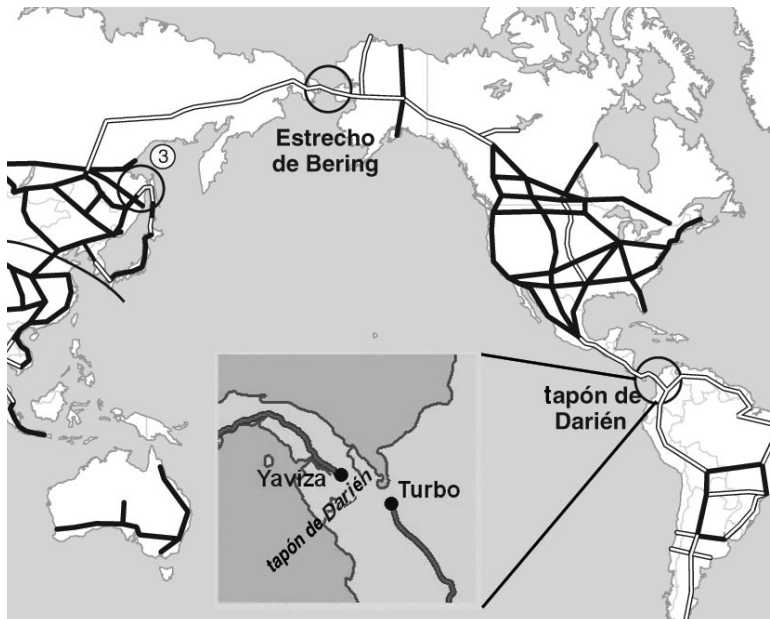 Estrecho
de Bering
3
tapón de
Darién
Yaviza
Turbo
tapón de Darién